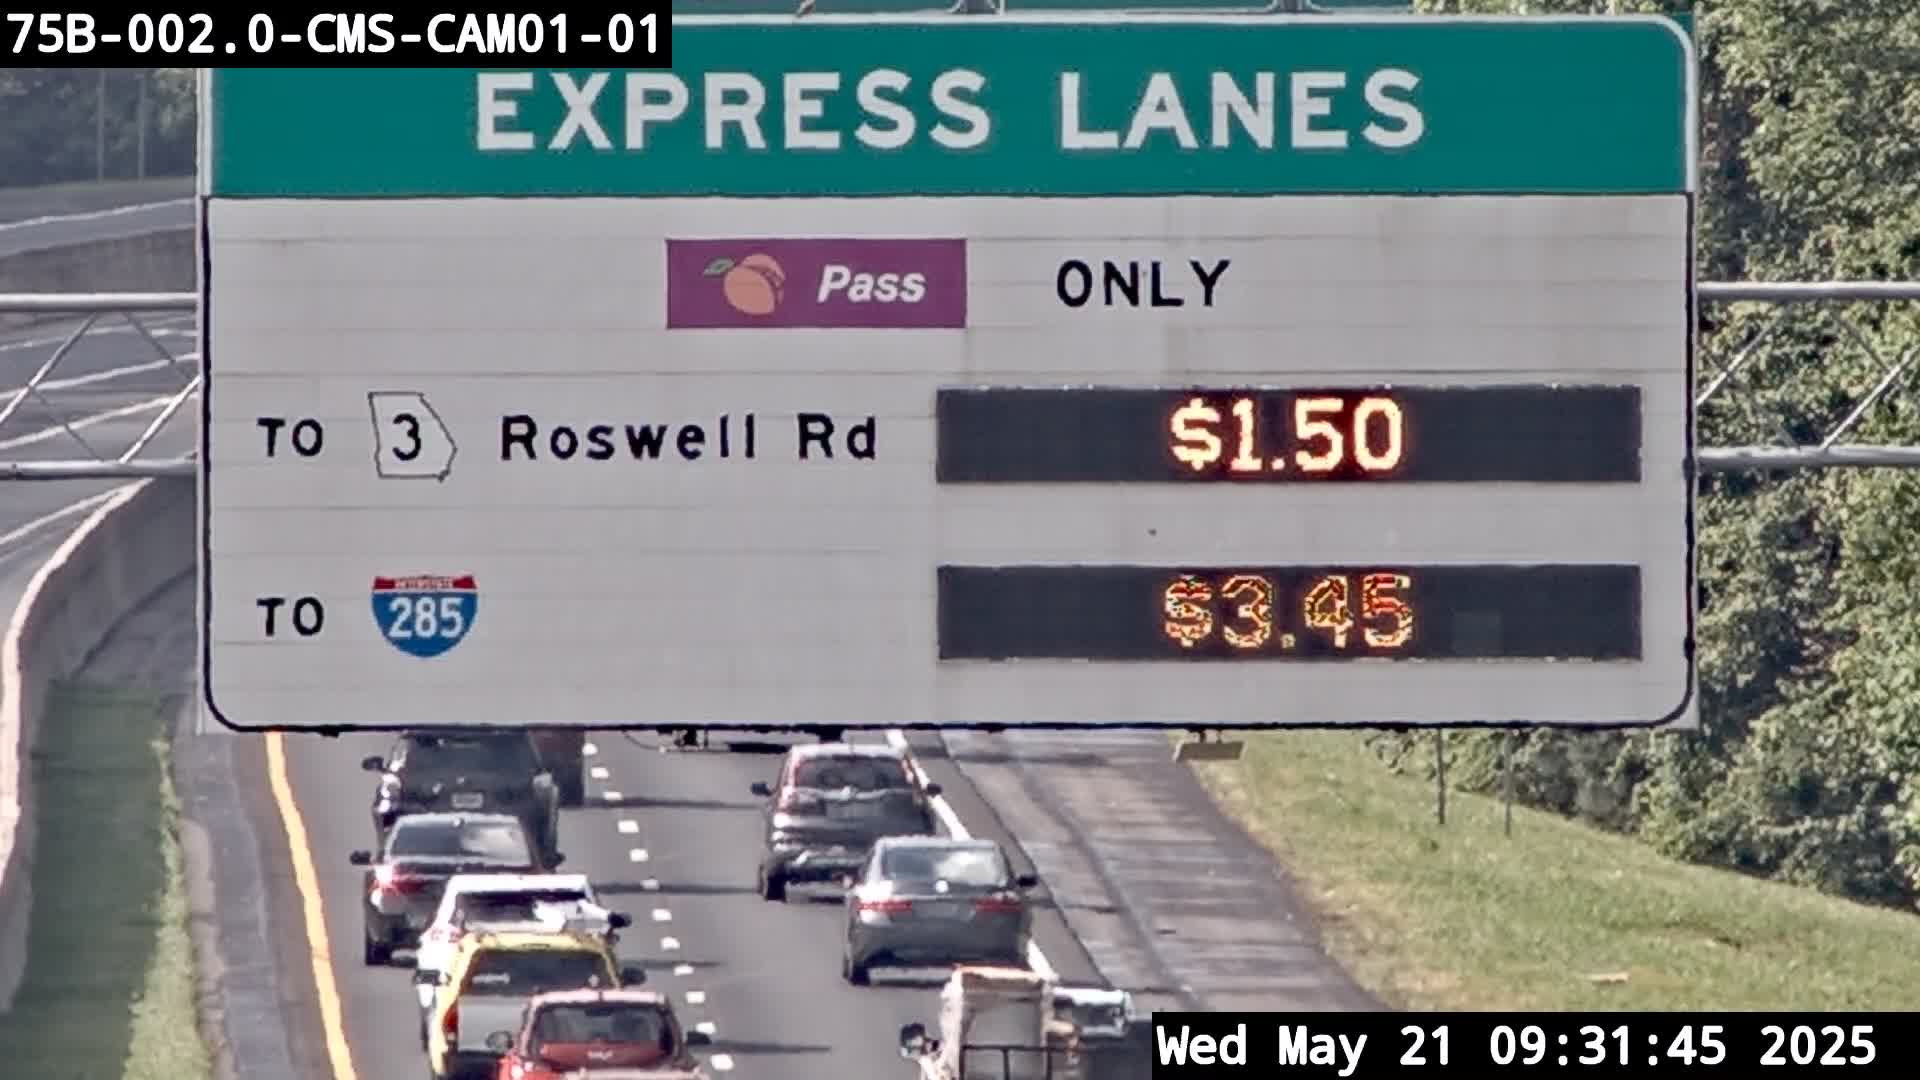 75B-002.0-CMS-CAM01-01
EXPRESS LANES
Pass ONLY
TO 3 Roswell Rd $1.50
INTERSTATE
TO 285 $3.45
Wed May 21 09:31:45 2025